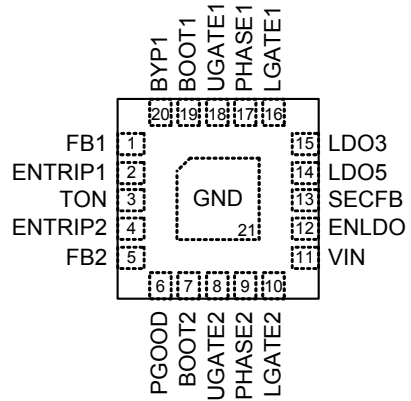 BYP1
BOOT1
UGATE1
PHASE1
LGATE1
20 19 18 17 16
FB1 1 15 LDO3
ENTRIP1 2 14 LDO5
TON 3 GND 13 SECFB
ENTRIP2 4 21 12 ENLDO
FB2 5 11 VIN
6 7 8 9 10
PGOOD
BOOT2
UGATE2
PHASE2
LGATE2